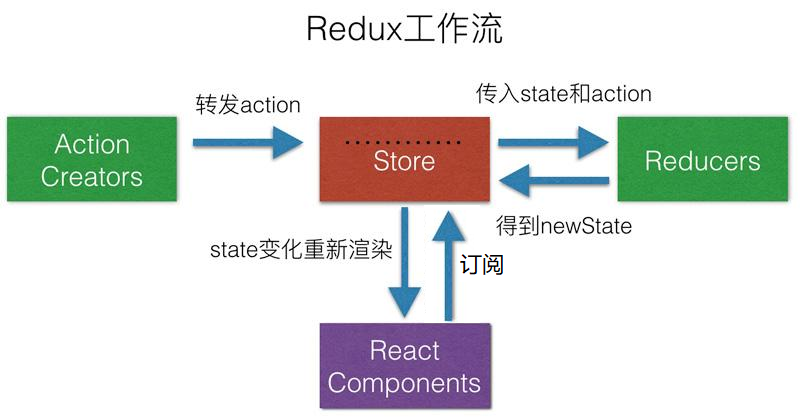 Redux工作流
转发action
传入state和action
Action
Creators
Store
Reducers
得到newState
state变化重新渲染
订阅
React
Components